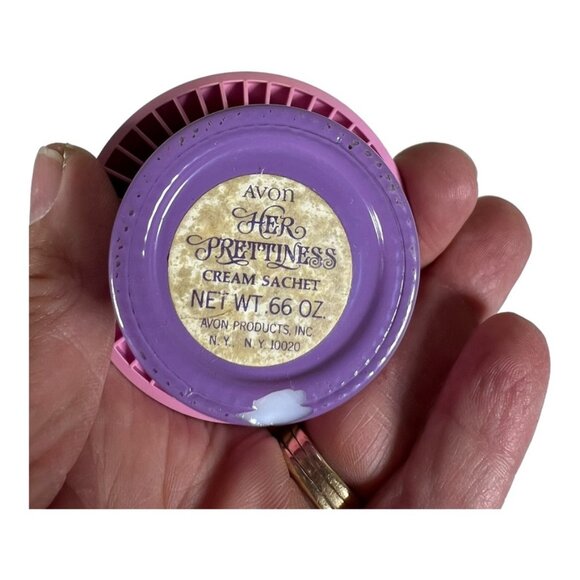 AVON
HER
PRETTINESS
CREAM SACHET
NET WT .66 OZ.
AVON PRODUCTS, INC
N. Y. N. Y. 10020